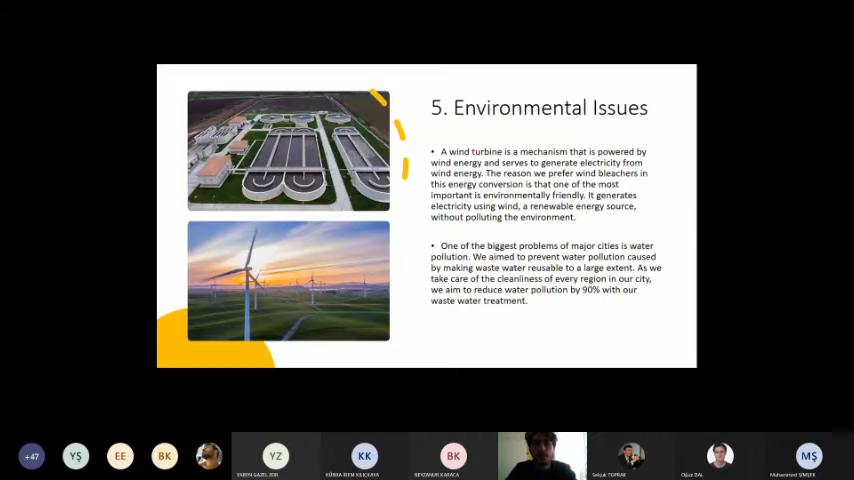 5. Environmental Issues
• A wind turbine is a mechanism that is powered by
wind energy and serves to generate electricity from
wind energy. The reason we prefer wind bleachers in
this energy conversion is that one of the most
important is environmentally friendly. It generates
electricity using wind, a renewable energy source,
without polluting the environment.
• One of the biggest problems of major cities is water
pollution. We aimed to prevent water pollution caused
by making waste water reusable to a large extent. As we
take care of the cleanliness of every region in our city,
we aim to reduce water pollution by 90% with our
waste water treatment.
+47
YŞ
EE
BK
YZ
KK
BK
MŞ
YAREN GAZEL ZOR
KÜBRA İREM KILIÇKAYA
BEYZANUR KARACA
Selçuk TOPRAK
Oğuz DAL
Muhammed ŞİMŞEK